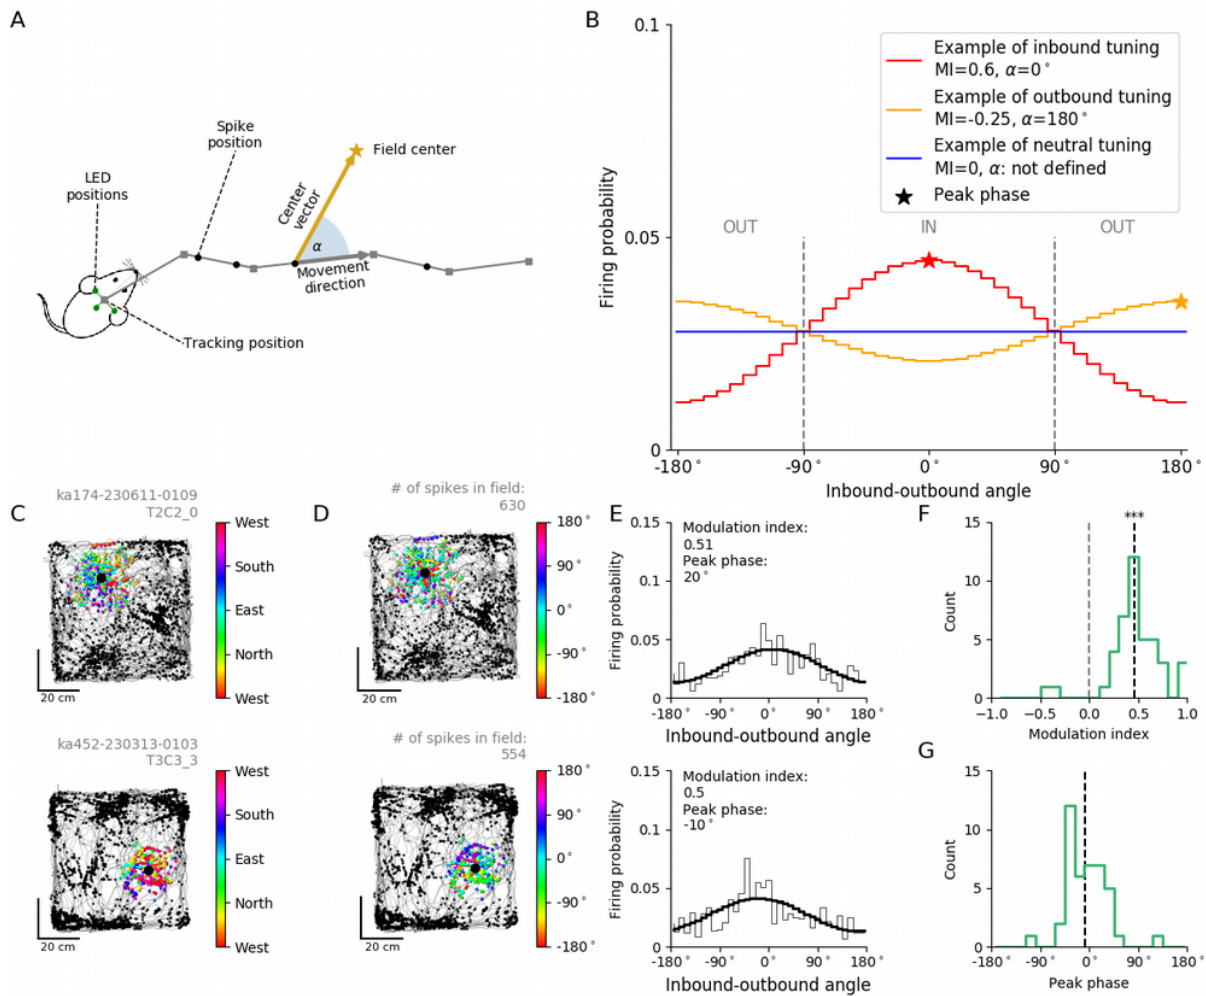 A
Spike
position
LED
positions
Field center
Center
vector
α
Movement
direction
Tracking position
B
0.1
0.05
0
Firing probability
Example of inbound tuning
MI=0.6, α=0°
Example of outbound tuning
MI=-0.25, α=180°
Example of neutral tuning
MI=0, α: not defined
Peak phase
OUT
IN
OUT
-180°
-90°
0°
90°
180°
Inbound-outbound angle
C
ka174-230611-0109
T2C2_0
West
South
East
North
West
20 cm
D
# of spikes in field:
630
180°
90°
0°
-90°
-180°
20 cm
E
0.15
0.1
0.05
0
Firing probability
Modulation index:
0.51
Peak phase:
20°
-180°
-90°
0°
90°
180°
Inbound-outbound angle
F
***
15
10
5
0
Count
-1.0
-0.5
0.0
0.5
1.0
Modulation index
ka452-230313-0103
T3C3_3
West
South
East
North
West
20 cm
# of spikes in field:
554
180°
90°
0°
-90°
-180°
20 cm
0.15
0.1
0.05
0
Firing probability
Modulation index:
0.5
Peak phase:
-10°
-180°
-90°
0°
90°
180°
Inbound-outbound angle
G
15
10
5
0
Count
-180°
-90°
0°
90°
180°
Peak phase